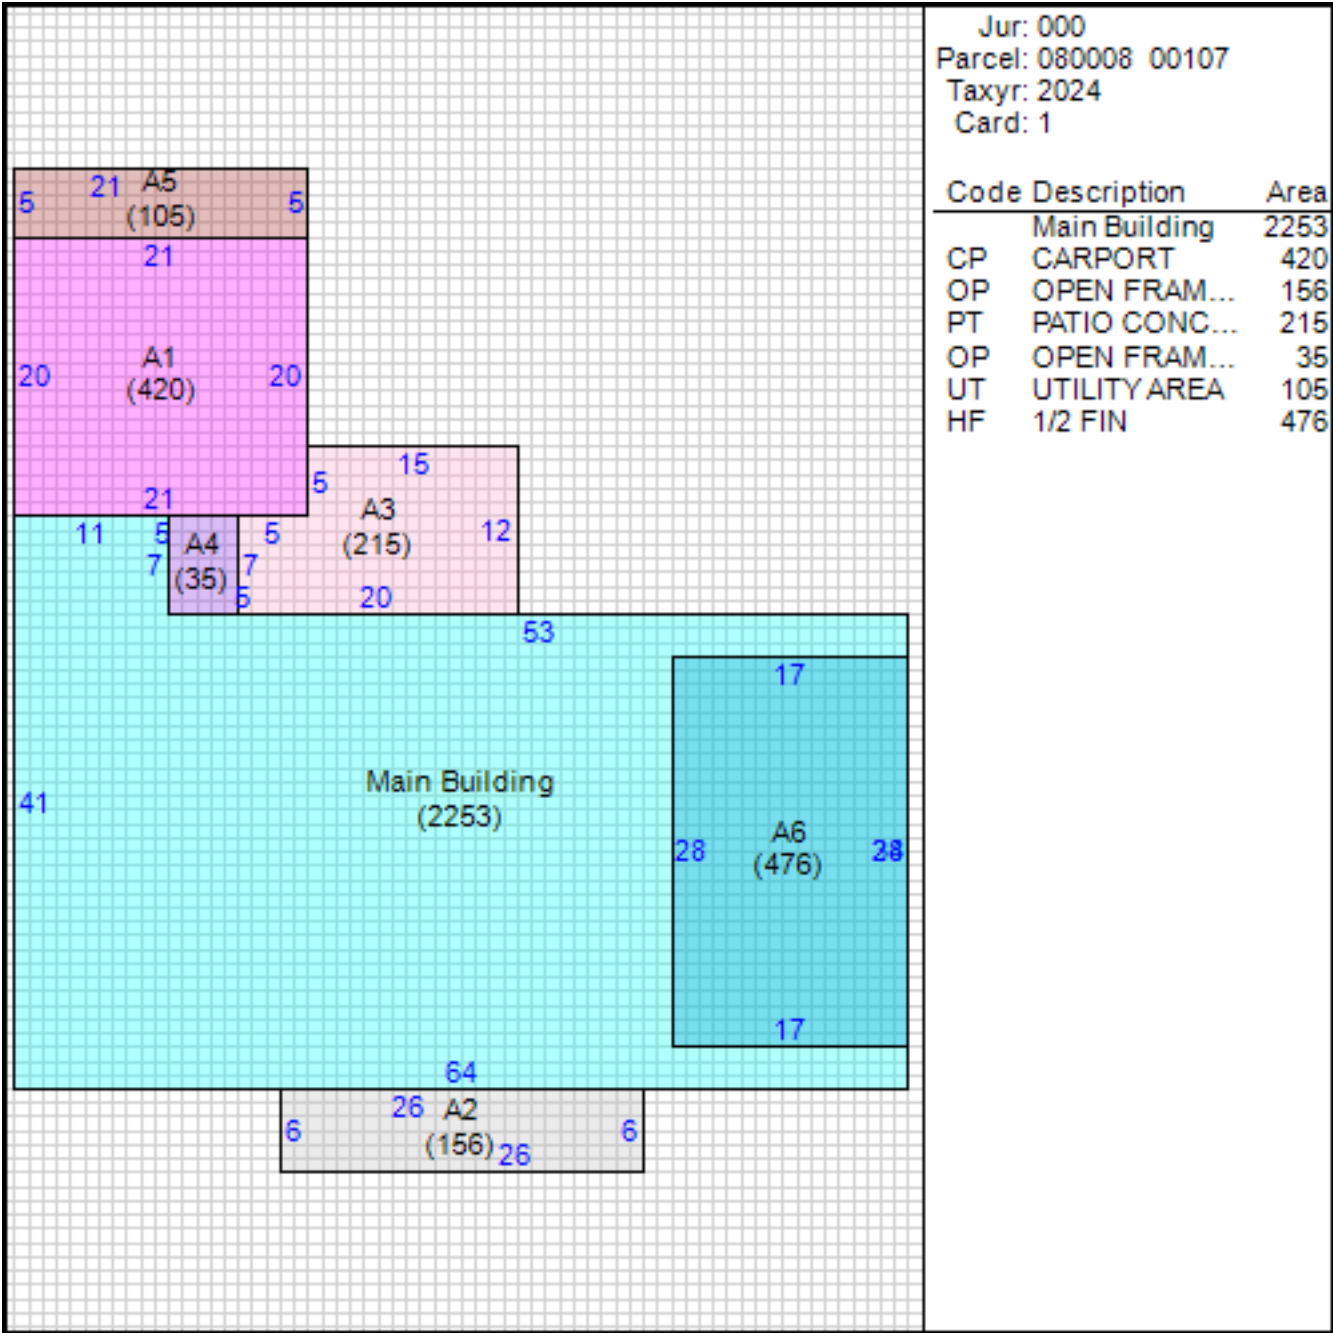 Jur: 000
Parcel: 080008 00107
Taxyr: 2024
Card: 1
Code Description Area
Main Building 2253
CP CARPORT 420
OP OPEN FRAM... 156
PT PATIO CONC... 215
OP OPEN FRAM... 35
UT UTILITY AREA 105
HF 1/2 FIN 476
21 A5
5 (105) 5
21
A1
20 (420) 20
21
15
5
A3
(215)
12
11 5 5
A4
7 (35) 7
5 20
53
17
Main Building
(2253)
41
A6
28 (476)
17
64
26 A2
6 (156) 6
26